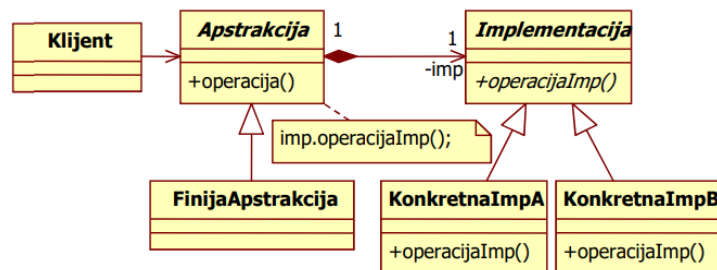 Klijent
Apstrakcija
+operacija()
1
1
-imp
Implementacija
+operacijaImp()
imp.operacijaImp();
FinijaApstrakcija
KonkretnaImpA
+operacijaImp()
KonkretnaImpB
+operacijaImp()